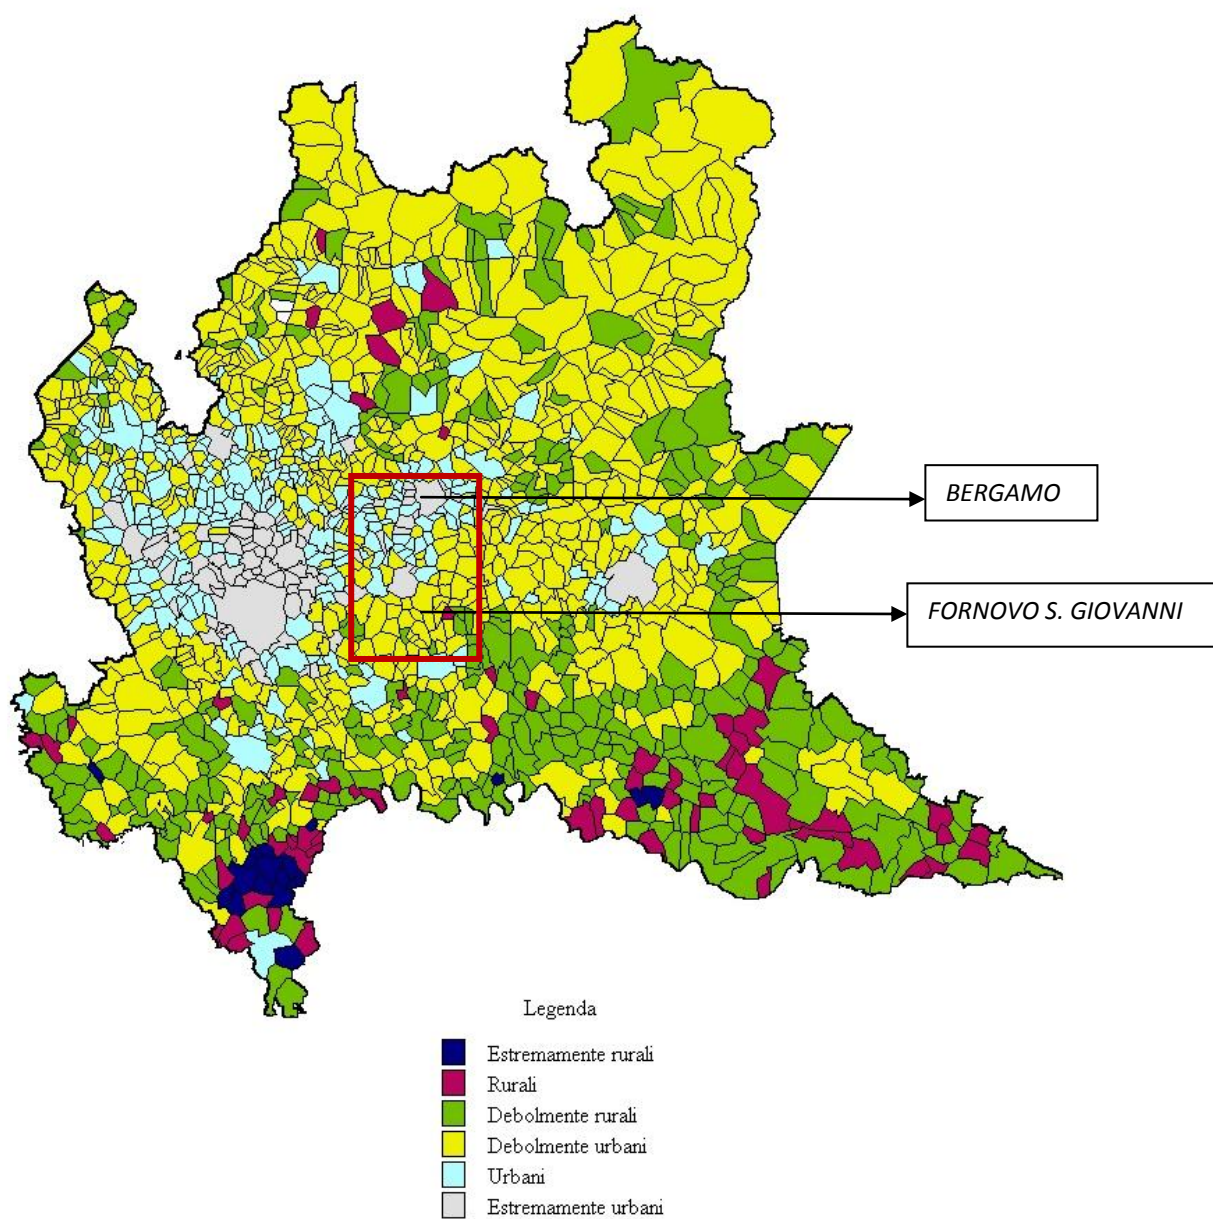 BERGAMO
FORNOVO S. GIOVANNI
Legenda
Estremamente rurali
Rurali
Debolmente rurali
Debolmente urbani
Urbani
Estremamente urbani